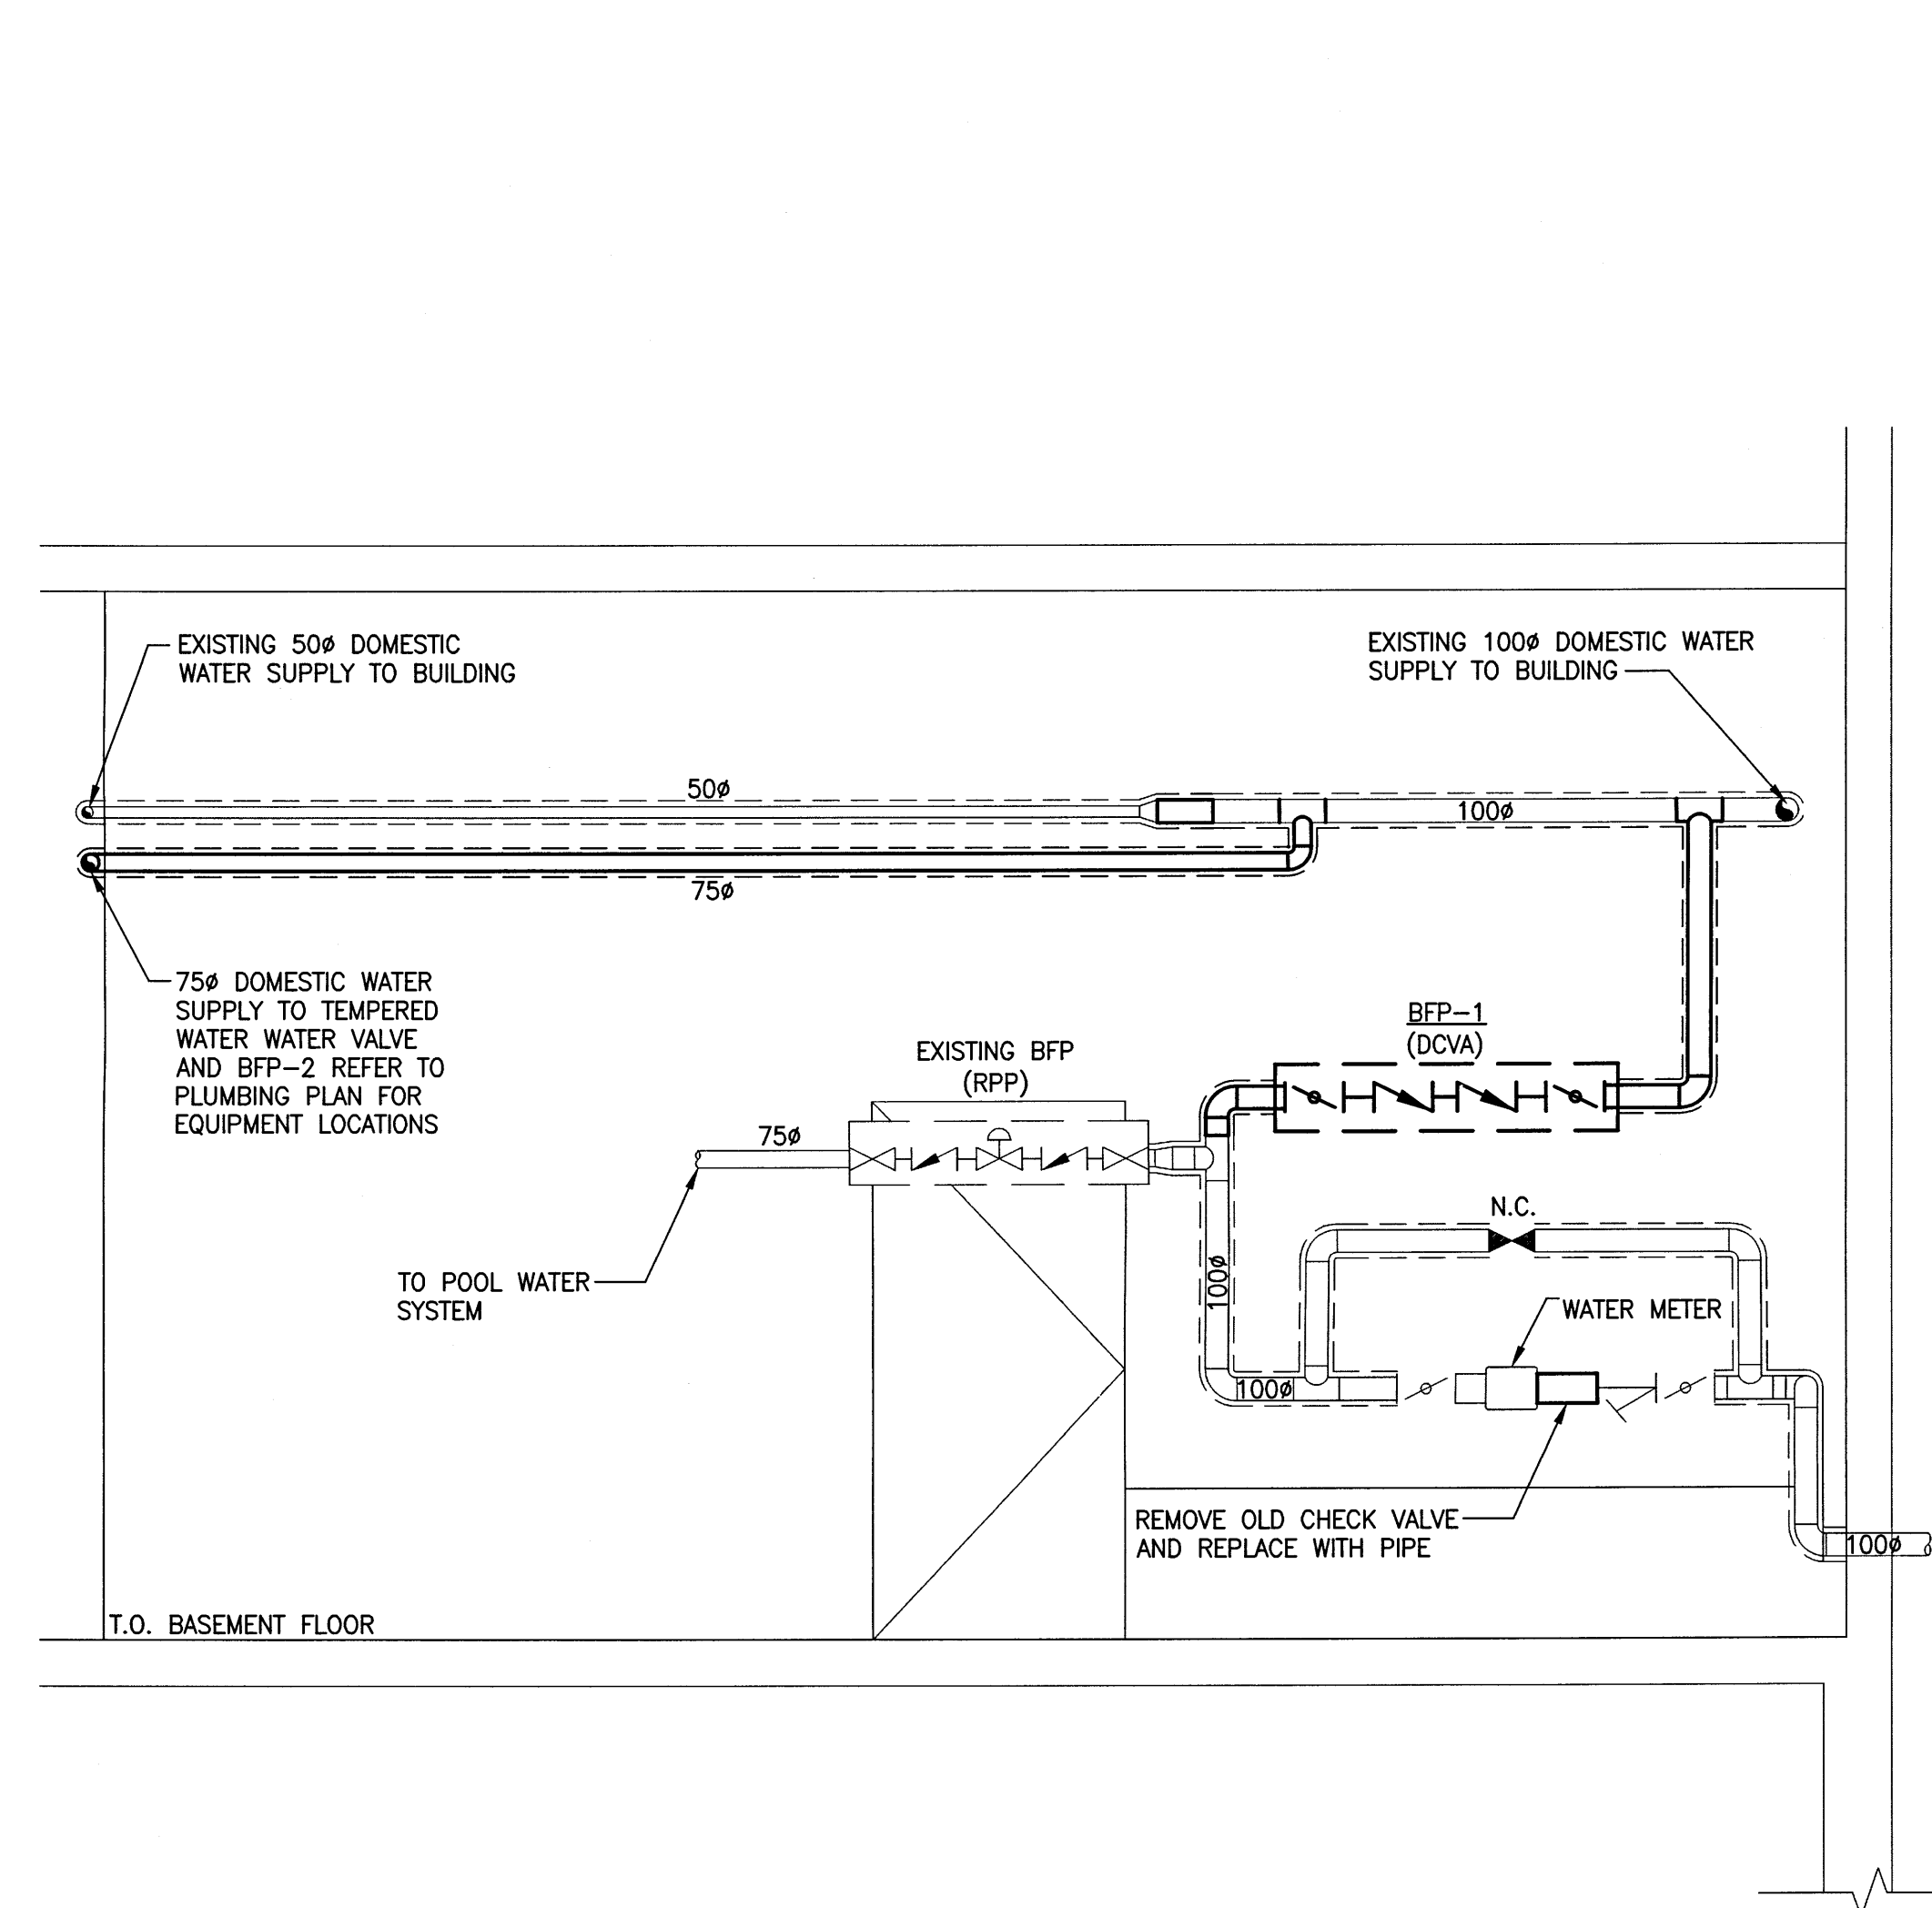 EXISTING 50ø DOMESTIC
WATER SUPPLY TO BUILDING
EXISTING 100ø DOMESTIC WATER
SUPPLY TO BUILDING
50ø
100ø
75ø
75ø DOMESTIC WATER
SUPPLY TO TEMPERED
WATER WATER VALVE
AND BFP-2 REFER TO
PLUMBING PLAN FOR
EQUIPMENT LOCATIONS
BFP-1
(DCVA)
EXISTING BFP
(RPP)
75ø
N.C.
TO POOL WATER
SYSTEM
100ø
WATER METER
100ø
REMOVE OLD CHECK VALVE
AND REPLACE WITH PIPE
100ø
T.O. BASEMENT FLOOR